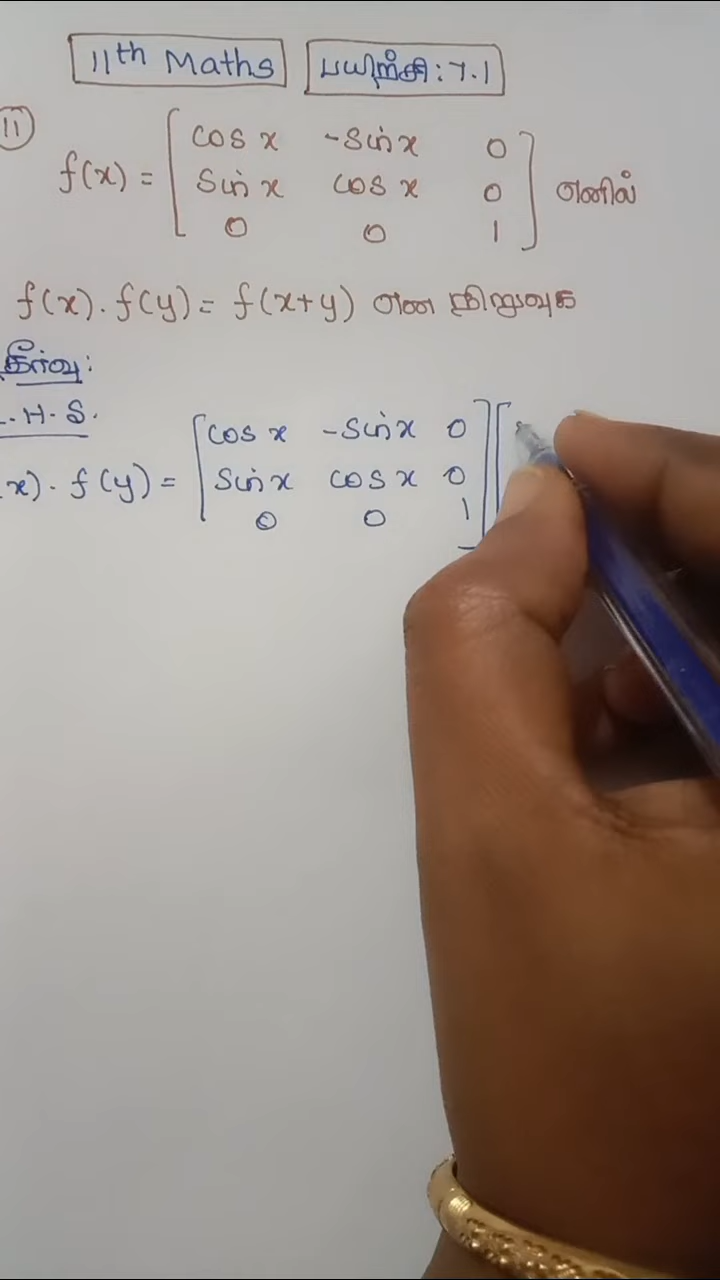 11th Maths பயிற்சி: 7.1
11
cos x -sin x 0
f(x) = sin x cos x 0 எனில்
0 0 1
f(x). f(y) = f(x+y) என நிறுவுக
தீர்வு:
.H.S.
cos x -sin x 0
x). f(y) = sin x cos x 0
0 0 1